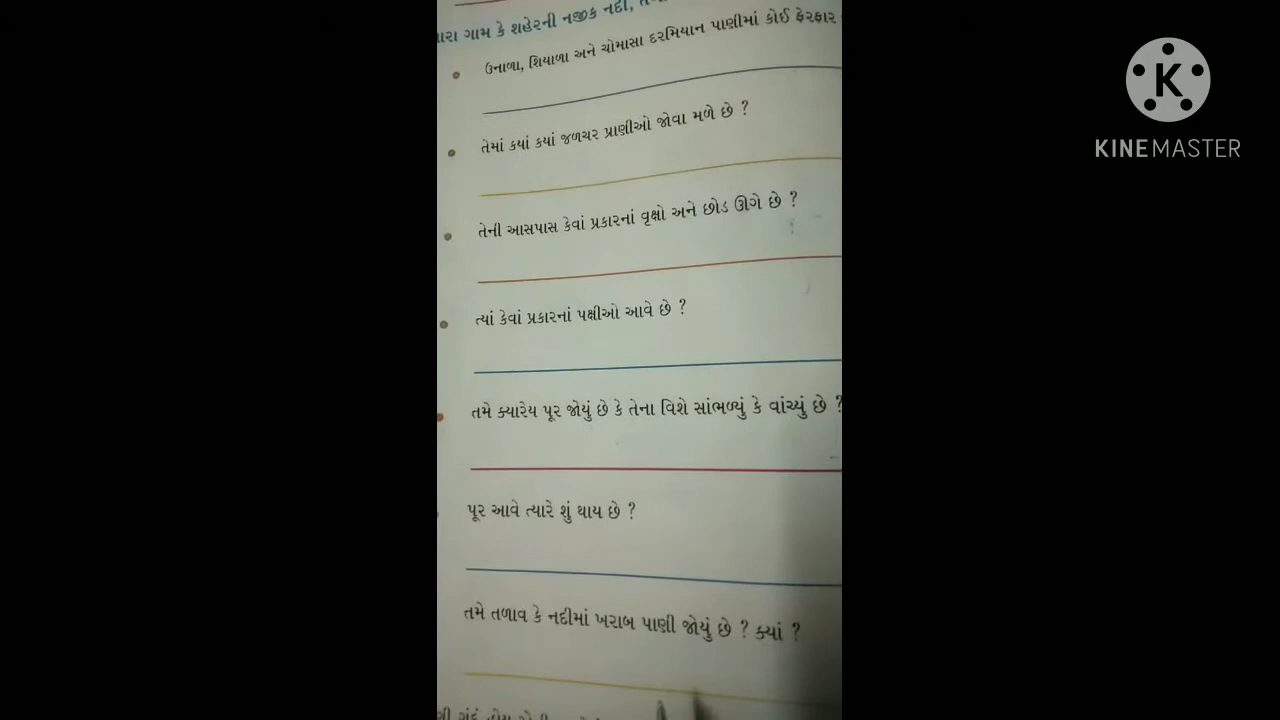 ગામ કે શહેરની નજીક નદી,
ઉનાળા, શિયાળા અને ચોમાસા દરમિયાન પાણીમાં કોઈ ફેરફાર
તેમાં કયાં કયાં જળચર પ્રાણીઓ જોવા મળે છે ?
તેની આસપાસ કેવાં પ્રકારનાં વૃક્ષો અને છોડ ઊગે છે ?
ત્યાં કેવાં પ્રકારનાં પક્ષીઓ આવે છે ?
તમે ક્યારેય પૂર જોયું છે કે તેના વિશે સાંભળ્યું કે વાંચ્યું છે ?
પૂર આવે ત્યારે શું થાય છે ?
તમે તળાવ કે નદીમાં ખરાબ પાણી જોયું છે ? ક્યાં ?
K
KINEMASTER